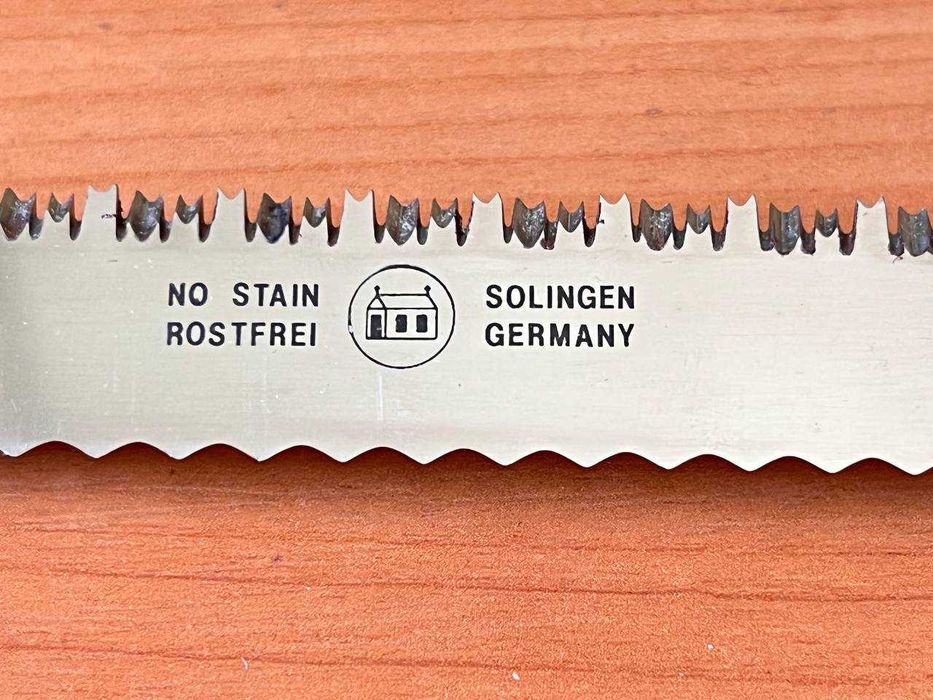 NO STAIN
ROSTFREI
SOLINGEN
GERMANY